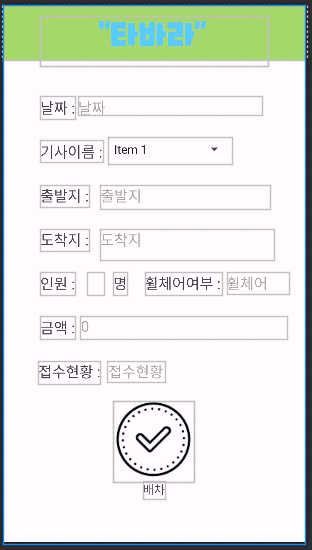 "타바라"
날짜 : 날짜
기사이름 : Item 1
출발지 : 출발지
도착지 : 도착지
인원 : 명 휠체어여부 : 휠체어
금액 : 0
접수현황 : 접수현황
배차